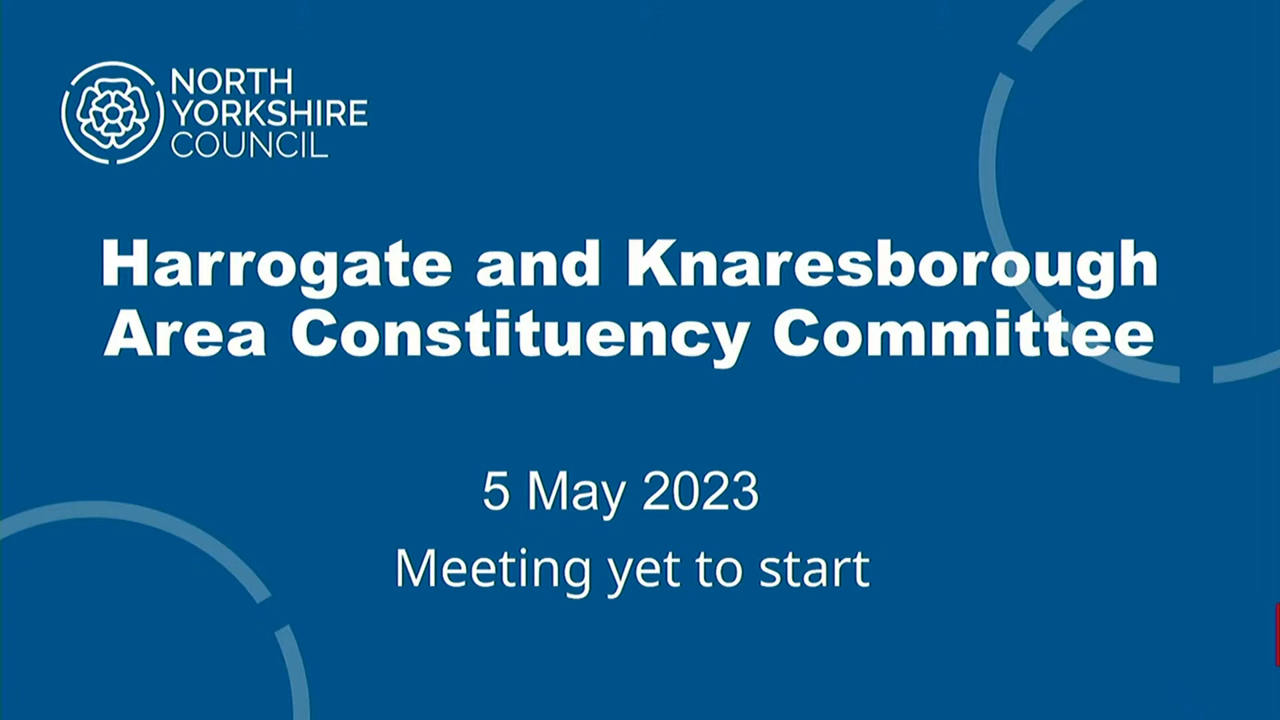 NORTH
YORKSHIRE
COUNCIL
Harrogate and Knaresborough
Area Constituency Committee
5 May 2023
Meeting yet to start